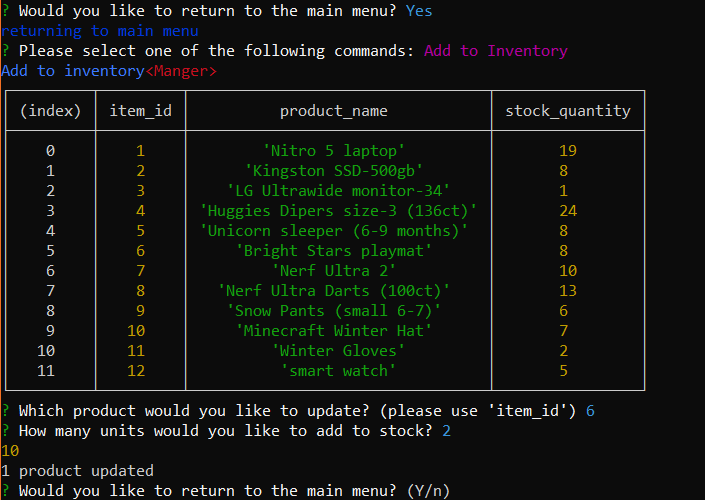 ? Would you like to return to the main menu? Yes
returning to main menu
? Please select one of the following commands: Add to Inventory
Add to inventory<Manger>
(index) item_id product_name stock_quantity
0 1 'Nitro 5 laptop' 19
1 2 'Kingston SSD-500gb' 8
2 3 'LG Ultrawide monitor-34' 1
3 4 'Huggies Dipers size-3 (136ct)' 24
4 5 'Unicorn sleeper (6-9 months)' 8
5 6 'Bright Stars playmat' 8
6 7 'Nerf Ultra 2' 10
7 8 'Nerf Ultra Darts (100ct)' 13
8 9 'Snow Pants (small 6-7)' 6
9 10 'Minecraft Winter Hat' 7
10 11 'Winter Gloves' 2
11 12 'smart watch' 5
? Which product would you like to update? (please use 'item_id') 6
? How many units would you like to add to stock? 2
10
1 product updated
? Would you like to return to the main menu? (Y/n)